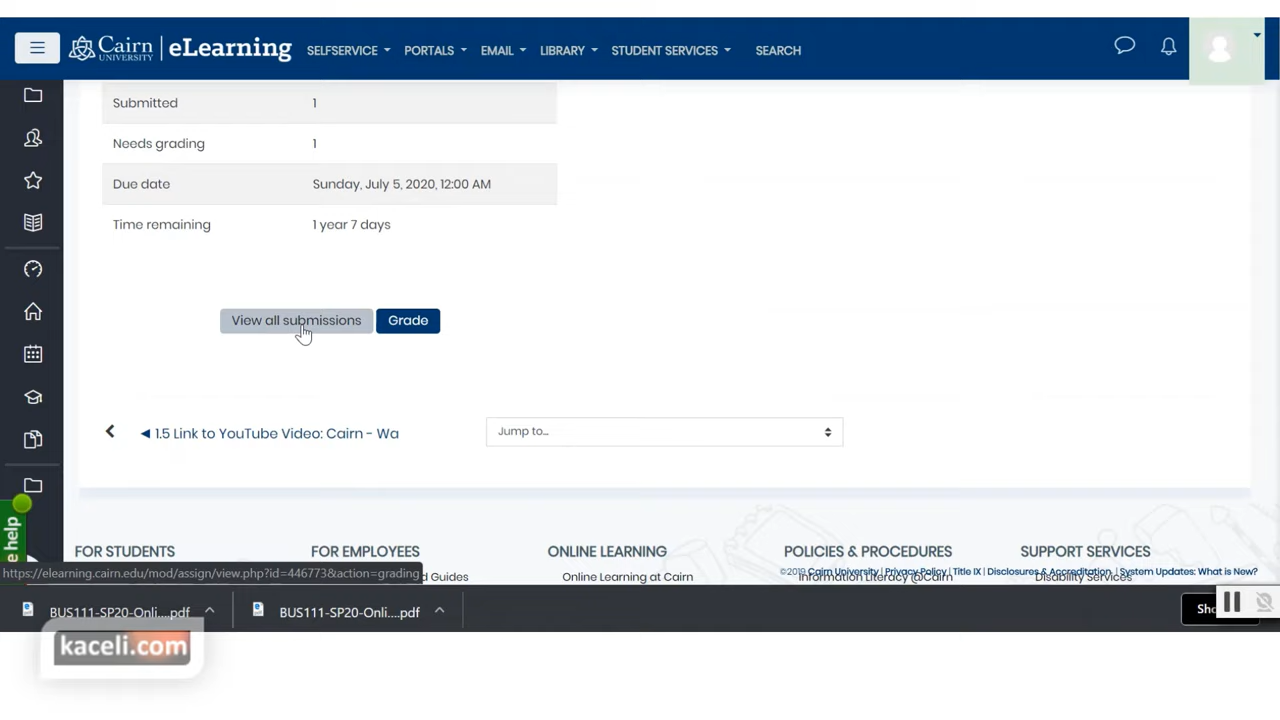 Cairn UNIVERSITY eLearning SELFSERVICE PORTALS EMAIL LIBRARY STUDENT SERVICES SEARCH
Submitted 1
Needs grading 1
Due date Sunday, July 5, 2020, 12:00 AM
Time remaining 1 year 7 days
View all submissions Grade
◄ 1.5 Link to YouTube Video: Cairn - Wa Jump to...
e help
FOR STUDENTS FOR EMPLOYEES ONLINE LEARNING POLICIES & PROCEDURES SUPPORT SERVICES
https://elearning.cairn.edu/mod/assign/view.php?id=446773&action=grading d Guides Online Learning at Cairn Information Literacy @Cairn Disability Services
©2019 Cairn University | Privacy Policy | Title IX | Disclosures & Accreditation | System Updates: What is New?
BUS111-SP20-Onli....pdf BUS111-SP20-Onli....pdf Sho
kaceli.com